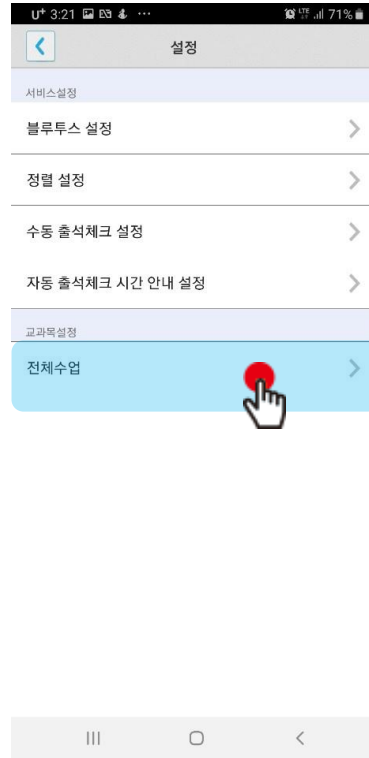 U+ 3:21 ··· LTE 71%
설정
서비스설정
블루투스 설정
정렬 설정
수동 출석체크 설정
자동 출석체크 시간 안내 설정
교과목설정
전체수업